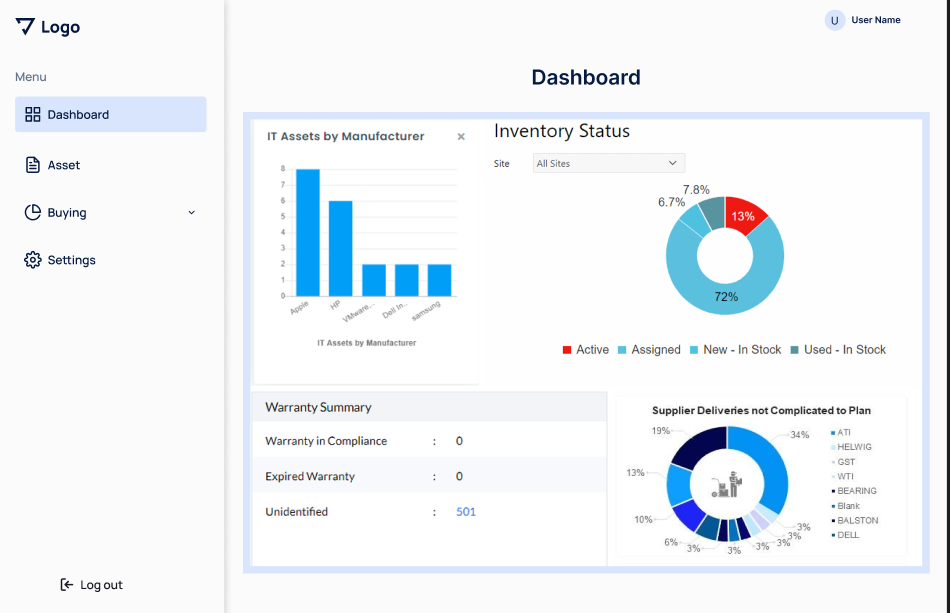 Logo
U User Name
Menu
Dashboard
Dashboard
Asset
Buying
Settings
Log out
IT Assets by Manufacturer ×
8
7
6
5
4
3
2
1
0
Apple HP VMware... Dell In... samsung
IT Assets by Manufacturer
Inventory Status
Site All Sites
7.8%
6.7%
13%
72%
Active Assigned New - In Stock Used - In Stock
Warranty Summary
Warranty in Compliance : 0
Expired Warranty : 0
Unidentified : 501
Supplier Deliveries not Complicated to Plan
19%
34%
13%
10%
6%
3%
3%
3%
3%
3%
3%
ATI
HELWIG
GST
WTI
BEARING
Blank
BALSTON
DELL